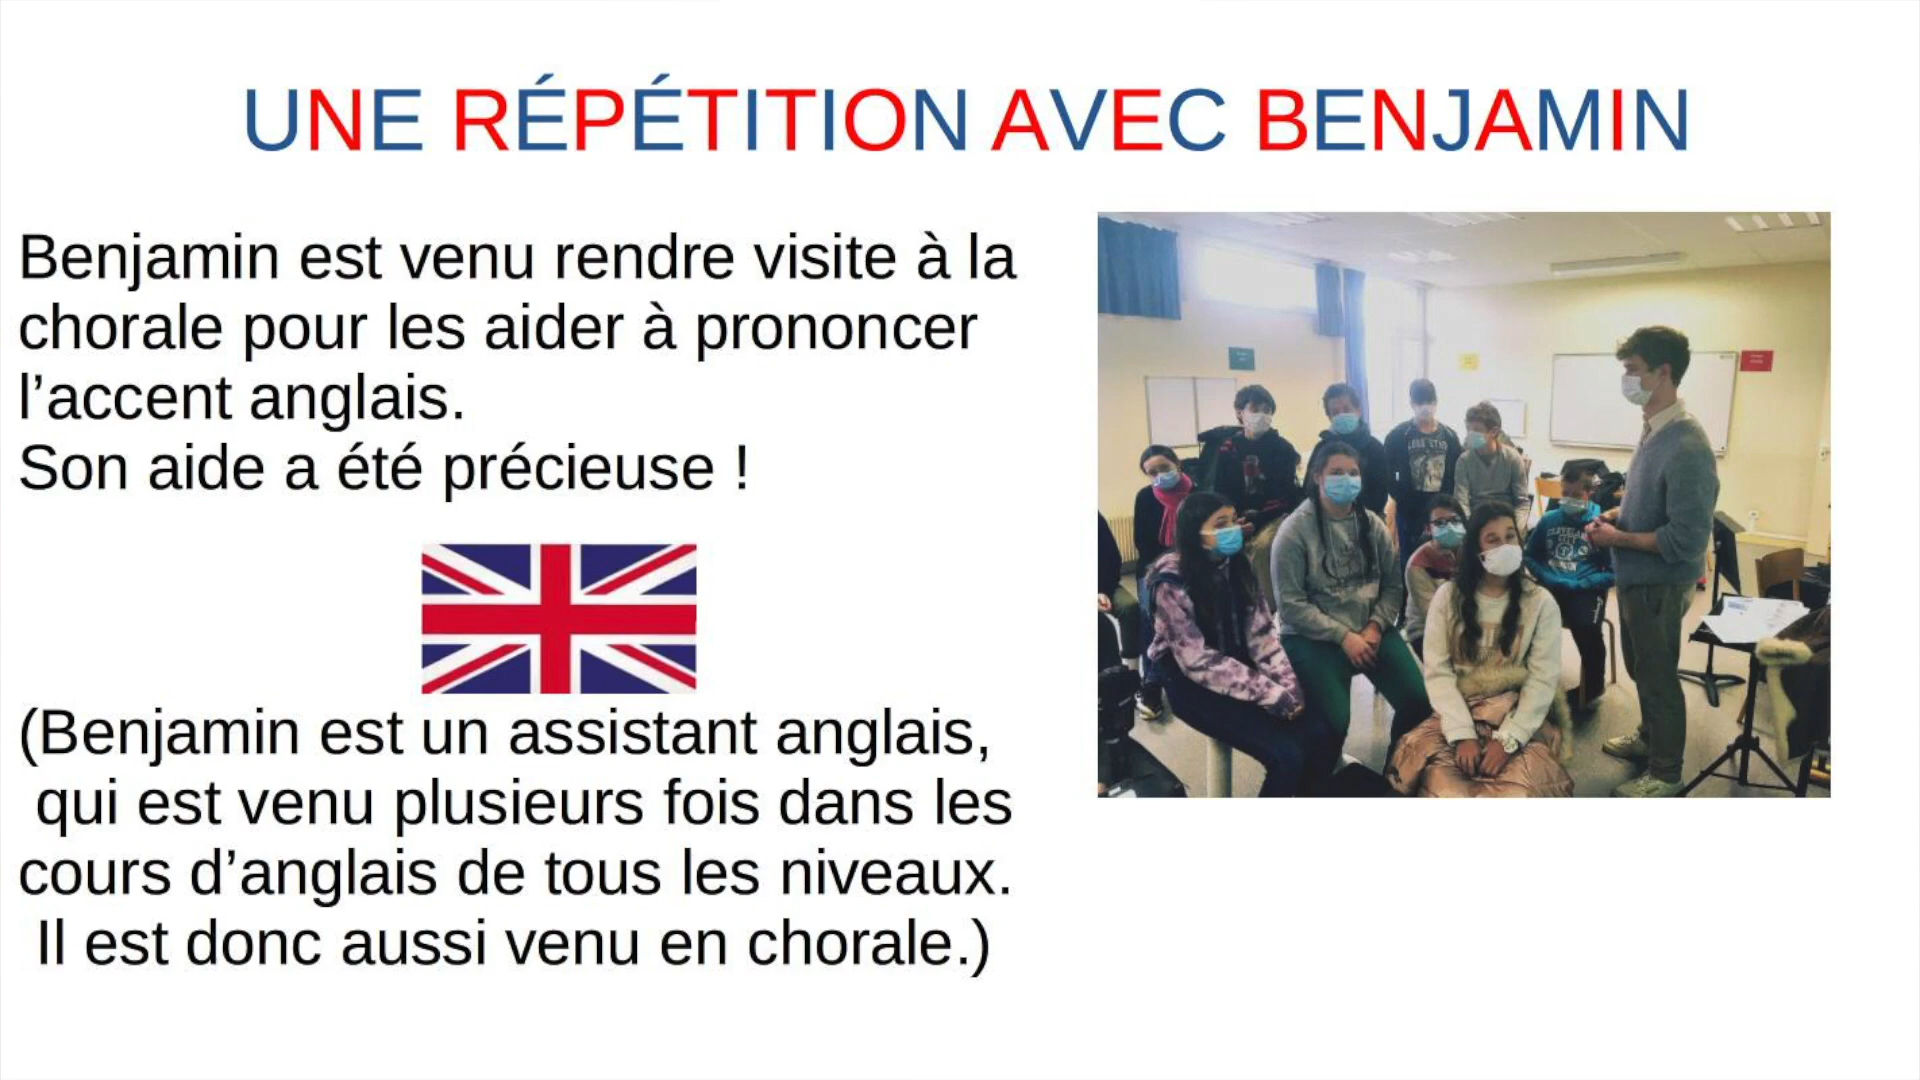 UNE RÉPÉTITION AVEC BENJAMIN
Benjamin est venu rendre visite à la
chorale pour les aider à prononcer
l’accent anglais.
Son aide a été précieuse !
(Benjamin est un assistant anglais,
qui est venu plusieurs fois dans les
cours d’anglais de tous les niveaux.
Il est donc aussi venu en chorale.)